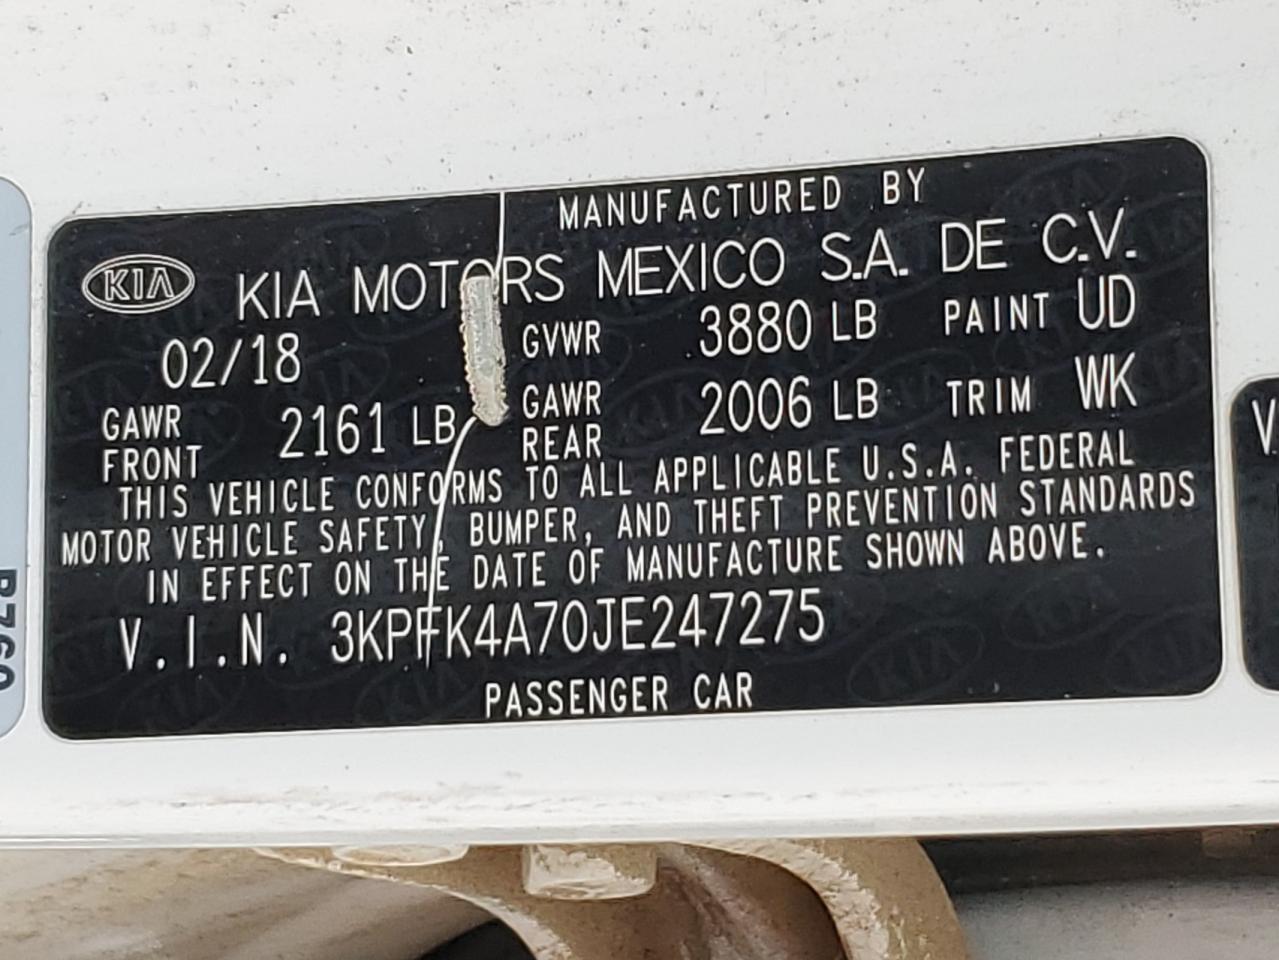 MANUFACTURED BY
KIA KIA MOTORS MEXICO S.A. DE C.V.
02/18 GVWR 3880 LB PAINT UD
GAWR FRONT 2161 LB GAWR REAR 2006 LB TRIM WK
THIS VEHICLE CONFORMS TO ALL APPLICABLE U.S.A. FEDERAL
MOTOR VEHICLE SAFETY, BUMPER, AND THEFT PREVENTION STANDARDS
IN EFFECT ON THE DATE OF MANUFACTURE SHOWN ABOVE.
V.I.N. 3KPFK4A70JE247275
PASSENGER CAR